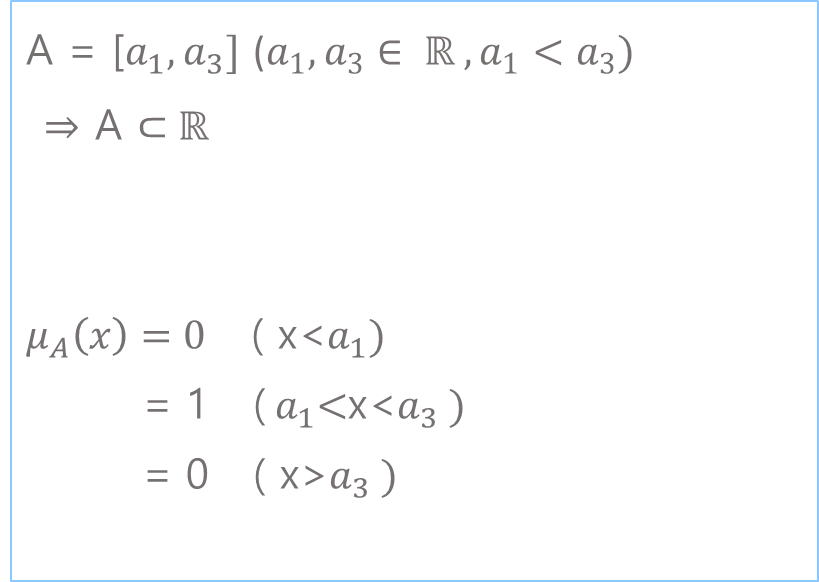 A = [a₁, a₃] (a₁, a₃ ∈ ℝ, a₁ < a₃)
⇒ A ⊂ ℝ
μ_A(x) = 0 ( x<a₁)
= 1 ( a₁<x<a₃ )
= 0 ( x>a₃ )